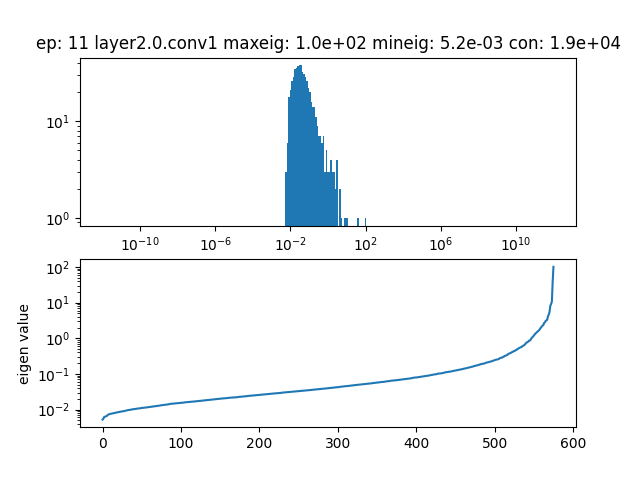 ep: 11 layer2.0.conv1 maxeig: 1.0e+02 mineig: 5.2e-03 con: 1.9e+04
10¹
10⁰
10⁻¹⁰ 10⁻⁶ 10⁻² 10² 10⁶ 10¹⁰
10²
10¹
10⁰
10⁻¹
10⁻²
eigen value
0 100 200 300 400 500 600